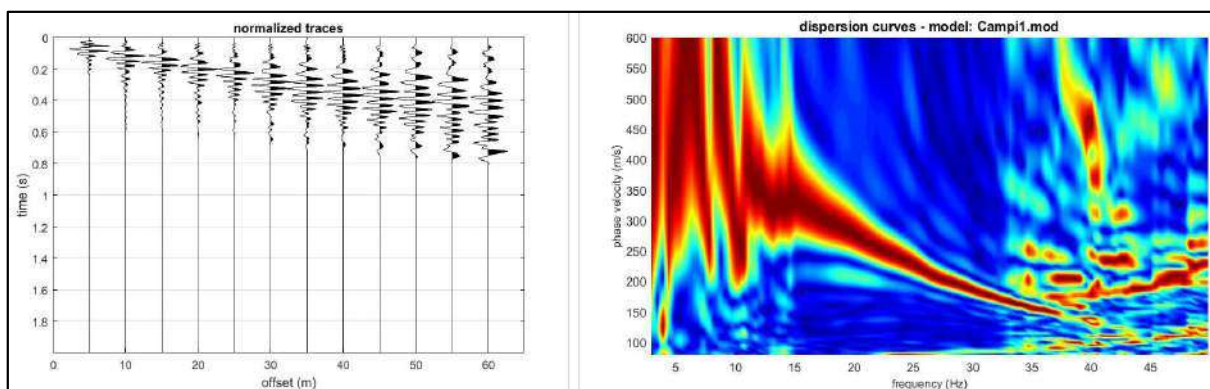 normalized traces
time (s)
0
0.2
0.4
0.6
0.8
1
1.2
1.4
1.6
1.8
0 10 20 30 40 50 60
offset (m)
dispersion curves - model: Campi1.mod
phase velocity (m/s)
600
550
500
450
400
350
300
250
200
150
100
5 10 15 20 25 30 35 40 45
frequency (Hz)